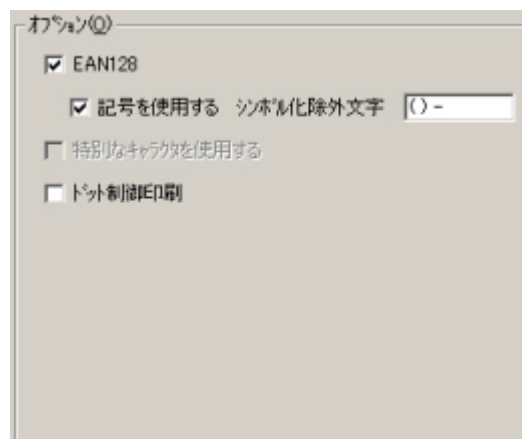 ｵﾌﾟｼｮﾝ(O)
EAN128
記号を使用する ｼﾝﾎﾞﾙ化除外文字 () -
特別なｷｬﾗｸﾀを使用する
ﾄﾞｯﾄ制御印刷